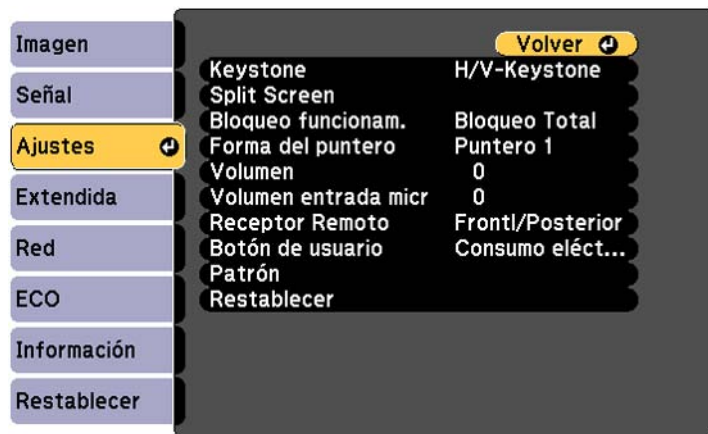 Imagen
Señal
Ajustes
Extendida
Red
ECO
Información
Restablecer
Volver
Keystone H/V-Keystone
Split Screen
Bloqueo funcionam. Bloqueo Total
Forma del puntero Puntero 1
Volumen 0
Volumen entrada micr 0
Receptor Remoto Frontl/Posterior
Botón de usuario Consumo eléct...
Patrón
Restablecer